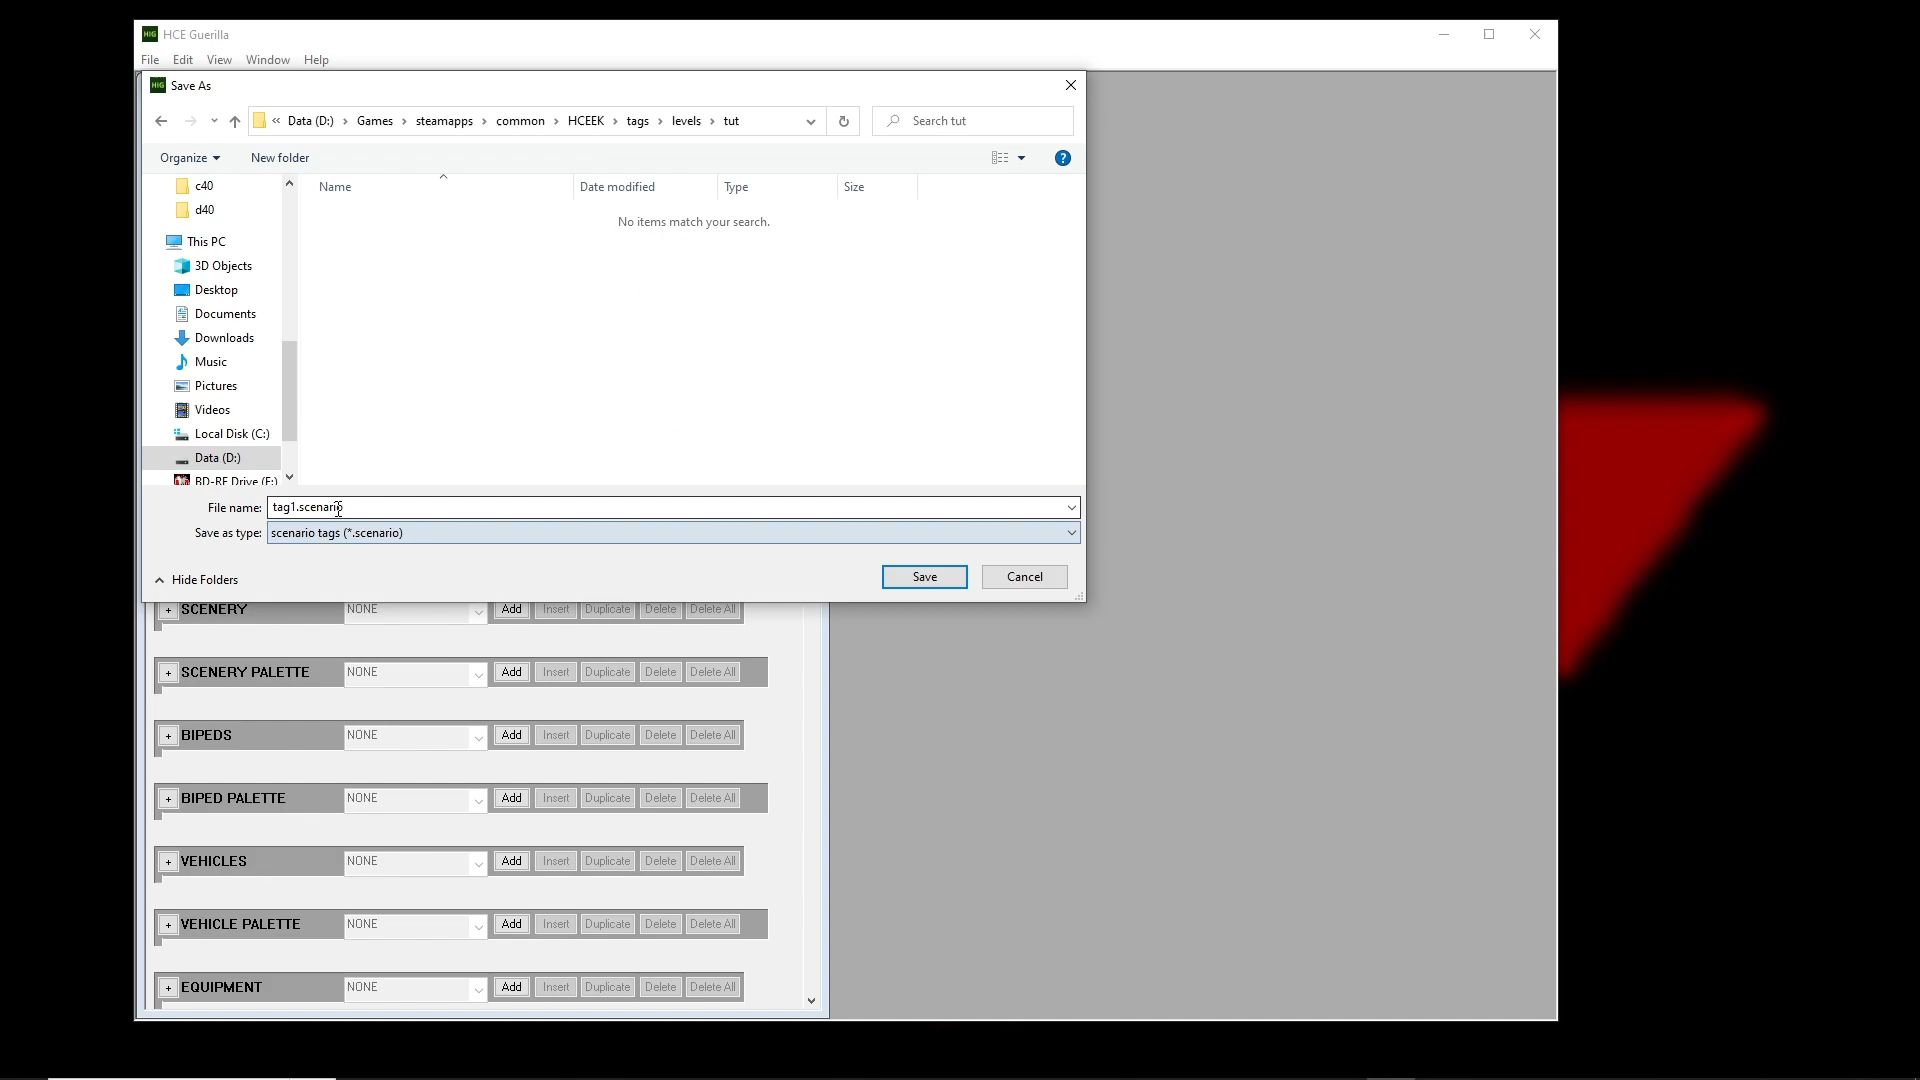 HCE Guerilla
File Edit View Window Help
Save As
« Data (D:) › Games › steamapps › common › HCEEK › tags › levels › tut
Search tut
Organize
New folder
c40
d40
This PC
3D Objects
Desktop
Documents
Downloads
Music
Pictures
Videos
Local Disk (C:)
Data (D:)
BD-RE Drive (F:)
Name Date modified Type Size
No items match your search.
File name: tag1.scenario
Save as type: scenario tags (*.scenario)
Hide Folders
Save Cancel
+ SCENERY NONE Add Insert Duplicate Delete Delete All
+ SCENERY PALETTE NONE Add Insert Duplicate Delete Delete All
+ BIPEDS NONE Add Insert Duplicate Delete Delete All
+ BIPED PALETTE NONE Add Insert Duplicate Delete Delete All
+ VEHICLES NONE Add Insert Duplicate Delete Delete All
+ VEHICLE PALETTE NONE Add Insert Duplicate Delete Delete All
+ EQUIPMENT NONE Add Insert Duplicate Delete Delete All